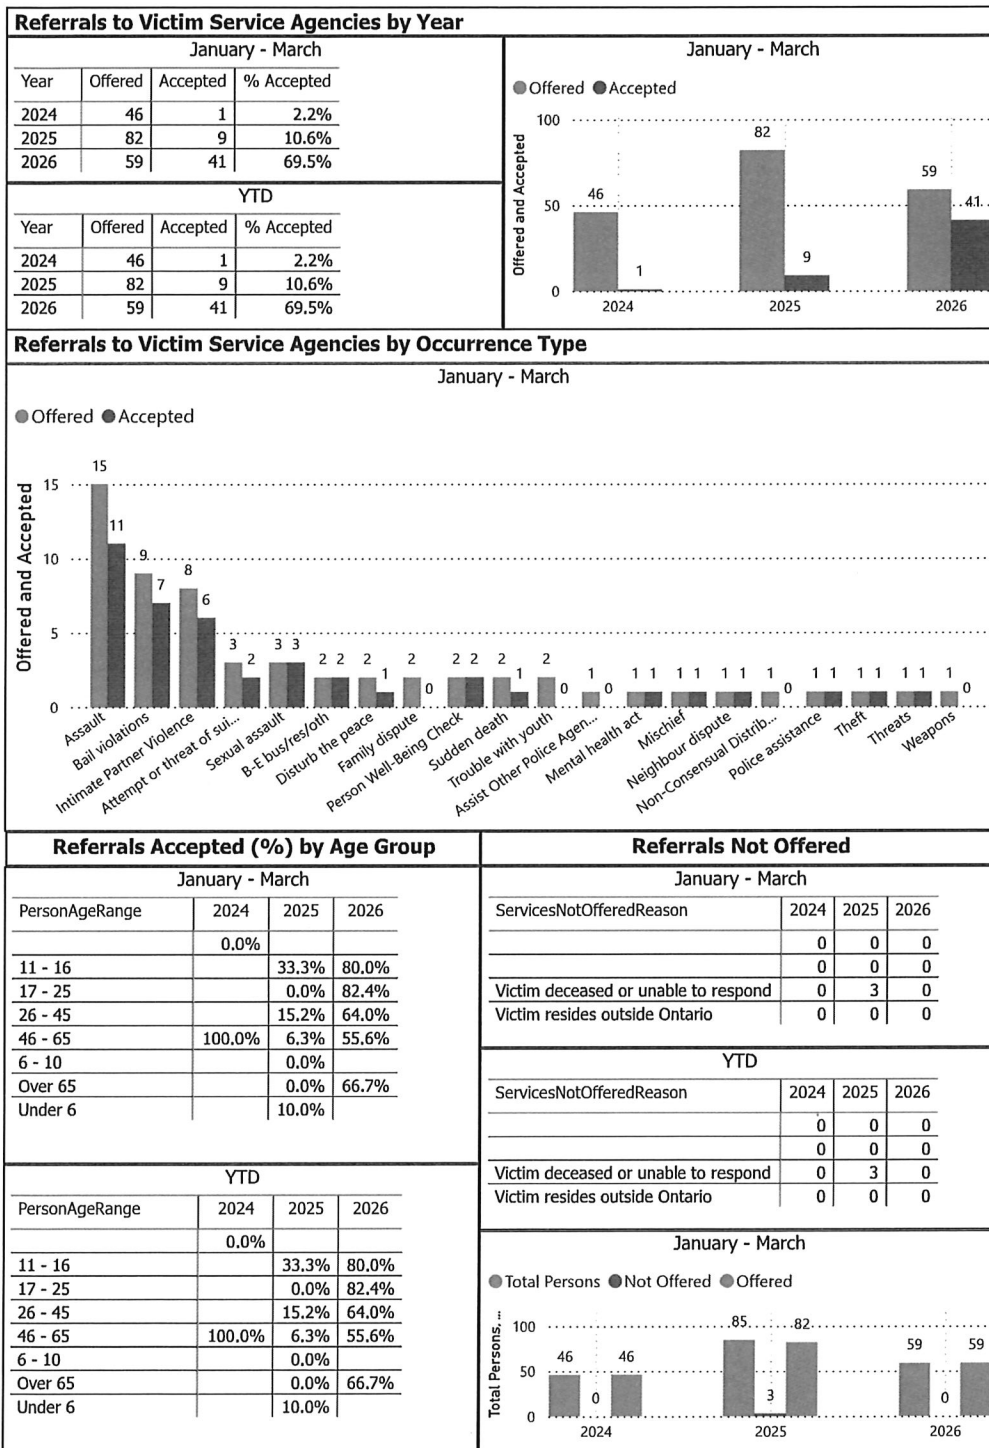 Referrals to Victim Service Agencies by Year
January - March
Year Offered Accepted % Accepted
2024 46 1 2.2%
2025 82 9 10.6%
2026 59 41 69.5%
YTD
Year Offered Accepted % Accepted
2024 46 1 2.2%
2025 82 9 10.6%
2026 59 41 69.5%
January - March
Offered Accepted
Offered and Accepted
100
50
0
46 1 82 9 59 41
2024 2025 2026
Referrals to Victim Service Agencies by Occurrence Type
January - March
Offered Accepted
Offered and Accepted
15
10
5
0
15 11 9 7 8 6 3 2 3 3 2 2 2 1 2 0 2 2 2 1 2 0 1 0 1 1 1 1 1 1 1 0 1 1 1 1 1 1 1 0
Assault
Bail violations
Intimate Partner Violence
Attempt or threat of sui...
Sexual assault
B-E bus/res/oth
Disturb the peace
Family dispute
Person Well-Being Check
Sudden death
Trouble with youth
Assist Other Police Agen...
Mental health act
Mischief
Neighbour dispute
Non-Consensual Distrib...
Police assistance
Theft
Threats
Weapons
Referrals Accepted (%) by Age Group
January - March
PersonAgeRange 2024 2025 2026
0.0%
11 - 16 33.3% 80.0%
17 - 25 0.0% 82.4%
26 - 45 15.2% 64.0%
46 - 65 100.0% 6.3% 55.6%
6 - 10 0.0%
Over 65 0.0% 66.7%
Under 6 10.0%
YTD
PersonAgeRange 2024 2025 2026
0.0%
11 - 16 33.3% 80.0%
17 - 25 0.0% 82.4%
26 - 45 15.2% 64.0%
46 - 65 100.0% 6.3% 55.6%
6 - 10 0.0%
Over 65 0.0% 66.7%
Under 6 10.0%
Referrals Not Offered
January - March
ServicesNotOfferedReason 2024 2025 2026
0 0 0
0 0 0
Victim deceased or unable to respond 0 3 0
Victim resides outside Ontario 0 0 0
YTD
ServicesNotOfferedReason 2024 2025 2026
0 0 0
0 0 0
Victim deceased or unable to respond 0 3 0
Victim resides outside Ontario 0 0 0
January - March
Total Persons Not Offered Offered
Total Persons, ...
100
50
0
46 0 46 85 3 82 59 0 59
2024 2025 2026